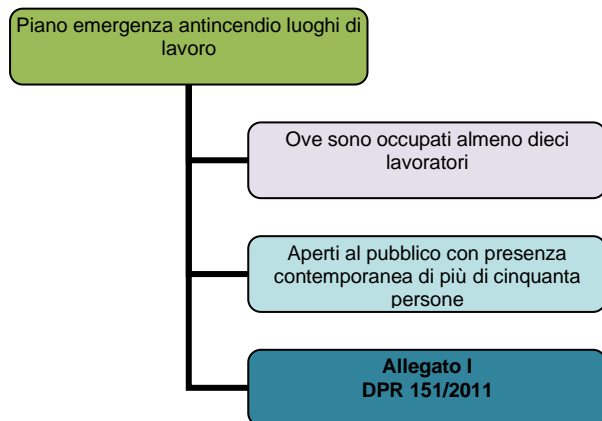 Piano emergenza antincendio luoghi di
lavoro
Ove sono occupati almeno dieci
lavoratori
Aperti al pubblico con presenza
contemporanea di più di cinquanta
persone
Allegato I
DPR 151/2011